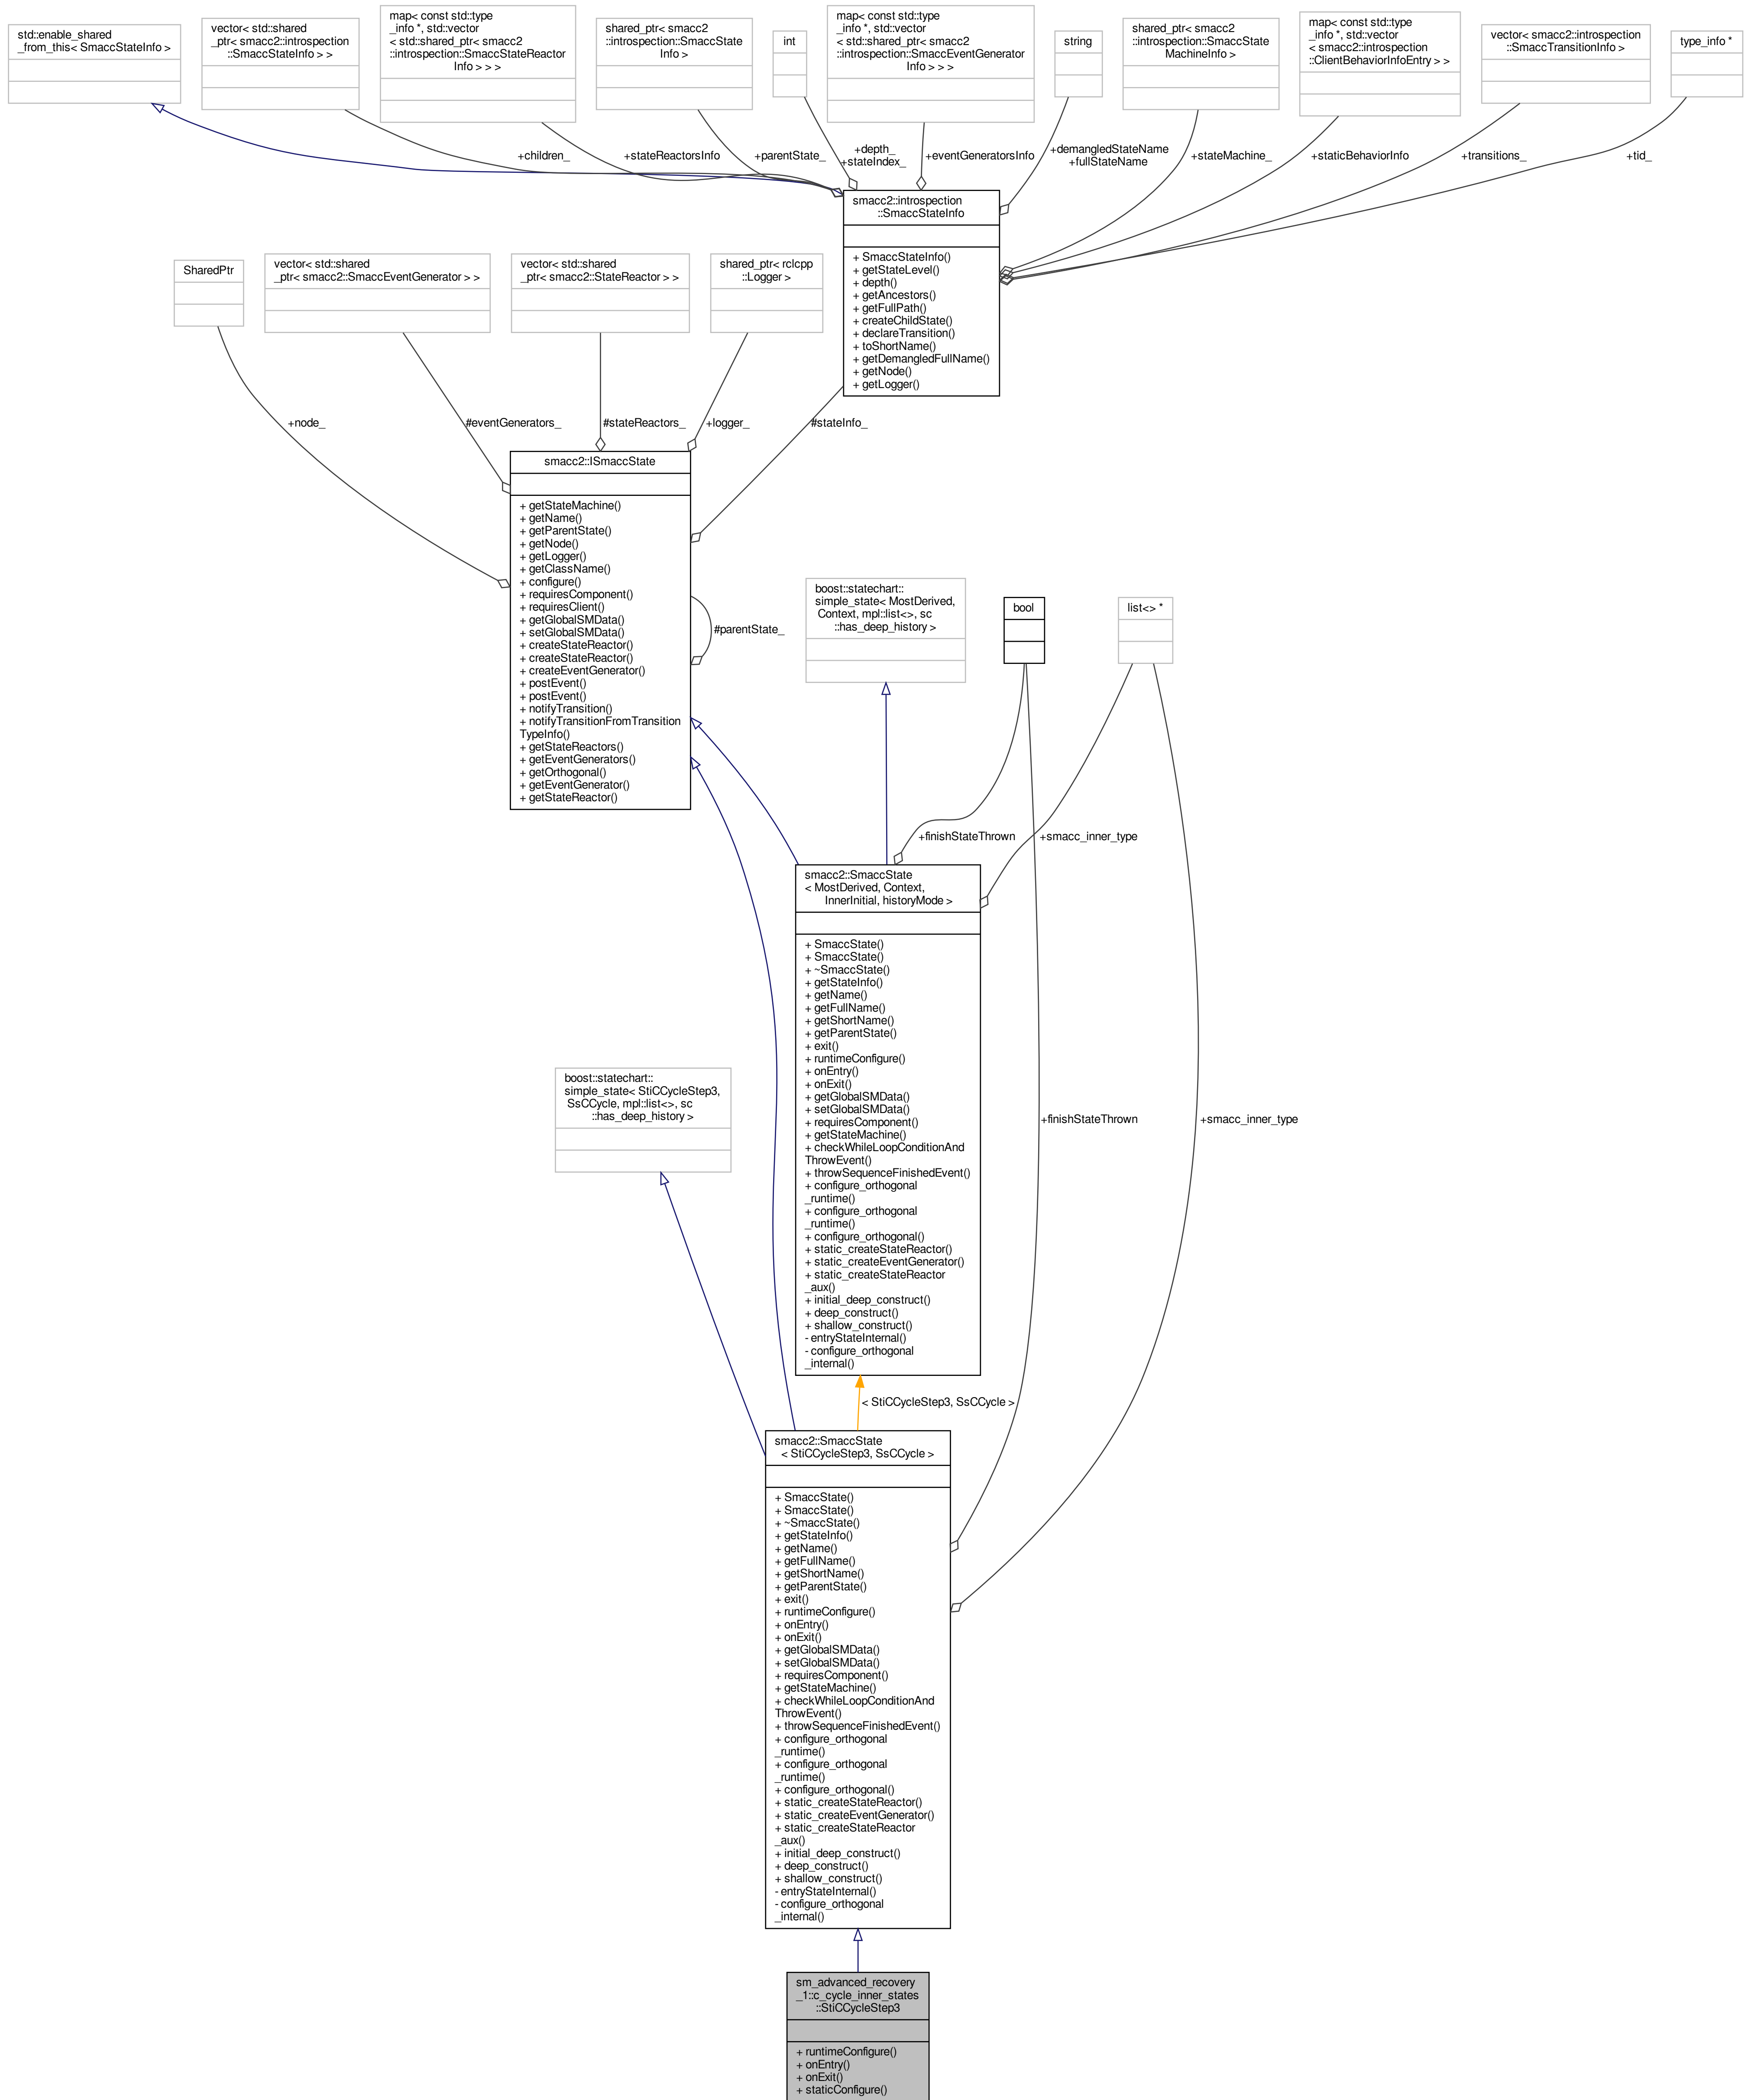 std::enable_shared
_from_this< SmaccStateInfo >
vector< std::shared
_ptr< smacc2::introspection
::SmaccStateInfo > >
map< const std::type
_info *, std::vector
< std::shared_ptr< smacc2
::introspection::SmaccStateReactor
Info > > >
shared_ptr< smacc2
::introspection::SmaccState
Info >
int
map< const std::type
_info *, std::vector
< std::shared_ptr< smacc2
::introspection::SmaccEventGenerator
Info > > >
string
shared_ptr< smacc2
::introspection::SmaccState
MachineInfo >
map< const std::type
_info *, std::vector
< smacc2::introspection
::ClientBehaviorInfoEntry > >
vector< smacc2::introspection
::SmaccTransitionInfo >
type_info *
+children_
+stateReactorsInfo
+parentState_
+depth_
+stateIndex_
+eventGeneratorsInfo
+demangledStateName
+fullStateName
+stateMachine_
+staticBehaviorInfo
+transitions_
+tid_
smacc2::introspection
::SmaccStateInfo
+ SmaccStateInfo()
+ getStateLevel()
+ depth()
+ getAncestors()
+ getFullPath()
+ createChildState()
+ declareTransition()
+ toShortName()
+ getDemangledFullName()
+ getNode()
+ getLogger()
SharedPtr
vector< std::shared
_ptr< smacc2::SmaccEventGenerator > >
vector< std::shared
_ptr< smacc2::StateReactor > >
shared_ptr< rclcpp
::Logger >
+node_
#eventGenerators_
#stateReactors_
+logger_
#stateInfo_
smacc2::ISmaccState
+ getStateMachine()
+ getName()
+ getParentState()
+ getNode()
+ getLogger()
+ getClassName()
+ configure()
+ requiresComponent()
+ requiresClient()
+ getGlobalSMData()
+ setGlobalSMData()
+ createStateReactor()
+ createStateReactor()
+ createEventGenerator()
+ postEvent()
+ postEvent()
+ notifyTransition()
+ notifyTransitionFromTransition
TypeInfo()
+ getStateReactors()
+ getEventGenerators()
+ getOrthogonal()
+ getEventGenerator()
+ getStateReactor()
#parentState_
boost::statechart::
simple_state< MostDerived,
Context, mpl::list<>, sc
::has_deep_history >
bool
list<> *
+finishStateThrown
+smacc_inner_type
smacc2::SmaccState
< MostDerived, Context,
InnerInitial, historyMode >
+ SmaccState()
+ SmaccState()
+ ~SmaccState()
+ getStateInfo()
+ getName()
+ getFullName()
+ getShortName()
+ getParentState()
+ exit()
+ runtimeConfigure()
+ onEntry()
+ onExit()
+ getGlobalSMData()
+ setGlobalSMData()
+ requiresComponent()
+ getStateMachine()
+ checkWhileLoopConditionAnd
ThrowEvent()
+ throwSequenceFinishedEvent()
+ configure_orthogonal
_runtime()
+ configure_orthogonal
_runtime()
+ configure_orthogonal()
+ static_createStateReactor()
+ static_createEventGenerator()
+ static_createStateReactor
_aux()
+ initial_deep_construct()
+ deep_construct()
+ shallow_construct()
- entryStateInternal()
- configure_orthogonal
_internal()
boost::statechart::
simple_state< StiCCycleStep3,
SsCCycle, mpl::list<>, sc
::has_deep_history >
+finishStateThrown
+smacc_inner_type
< StiCCycleStep3, SsCCycle >
smacc2::SmaccState
< StiCCycleStep3, SsCCycle >
+ SmaccState()
+ SmaccState()
+ ~SmaccState()
+ getStateInfo()
+ getName()
+ getFullName()
+ getShortName()
+ getParentState()
+ exit()
+ runtimeConfigure()
+ onEntry()
+ onExit()
+ getGlobalSMData()
+ setGlobalSMData()
+ requiresComponent()
+ getStateMachine()
+ checkWhileLoopConditionAnd
ThrowEvent()
+ throwSequenceFinishedEvent()
+ configure_orthogonal
_runtime()
+ configure_orthogonal
_runtime()
+ configure_orthogonal()
+ static_createStateReactor()
+ static_createEventGenerator()
+ static_createStateReactor
_aux()
+ initial_deep_construct()
+ deep_construct()
+ shallow_construct()
- entryStateInternal()
- configure_orthogonal
_internal()
sm_advanced_recovery
_1::c_cycle_inner_states
::StiCCycleStep3
+ runtimeConfigure()
+ onEntry()
+ onExit()
+ staticConfigure()